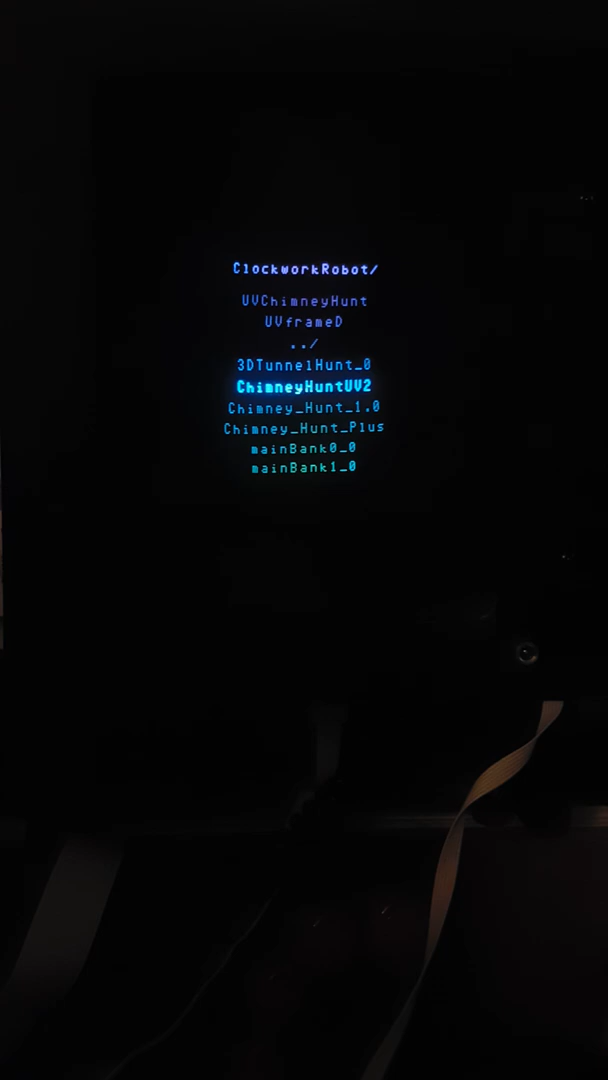 ClockworkRobot/
UVChimneyHunt
UVframeD
../
3DTunnelHunt_0
ChimneyHuntUV2
Chimney_Hunt_1.0
Chimney_Hunt_Plus
mainBank0_0
mainBank1_0